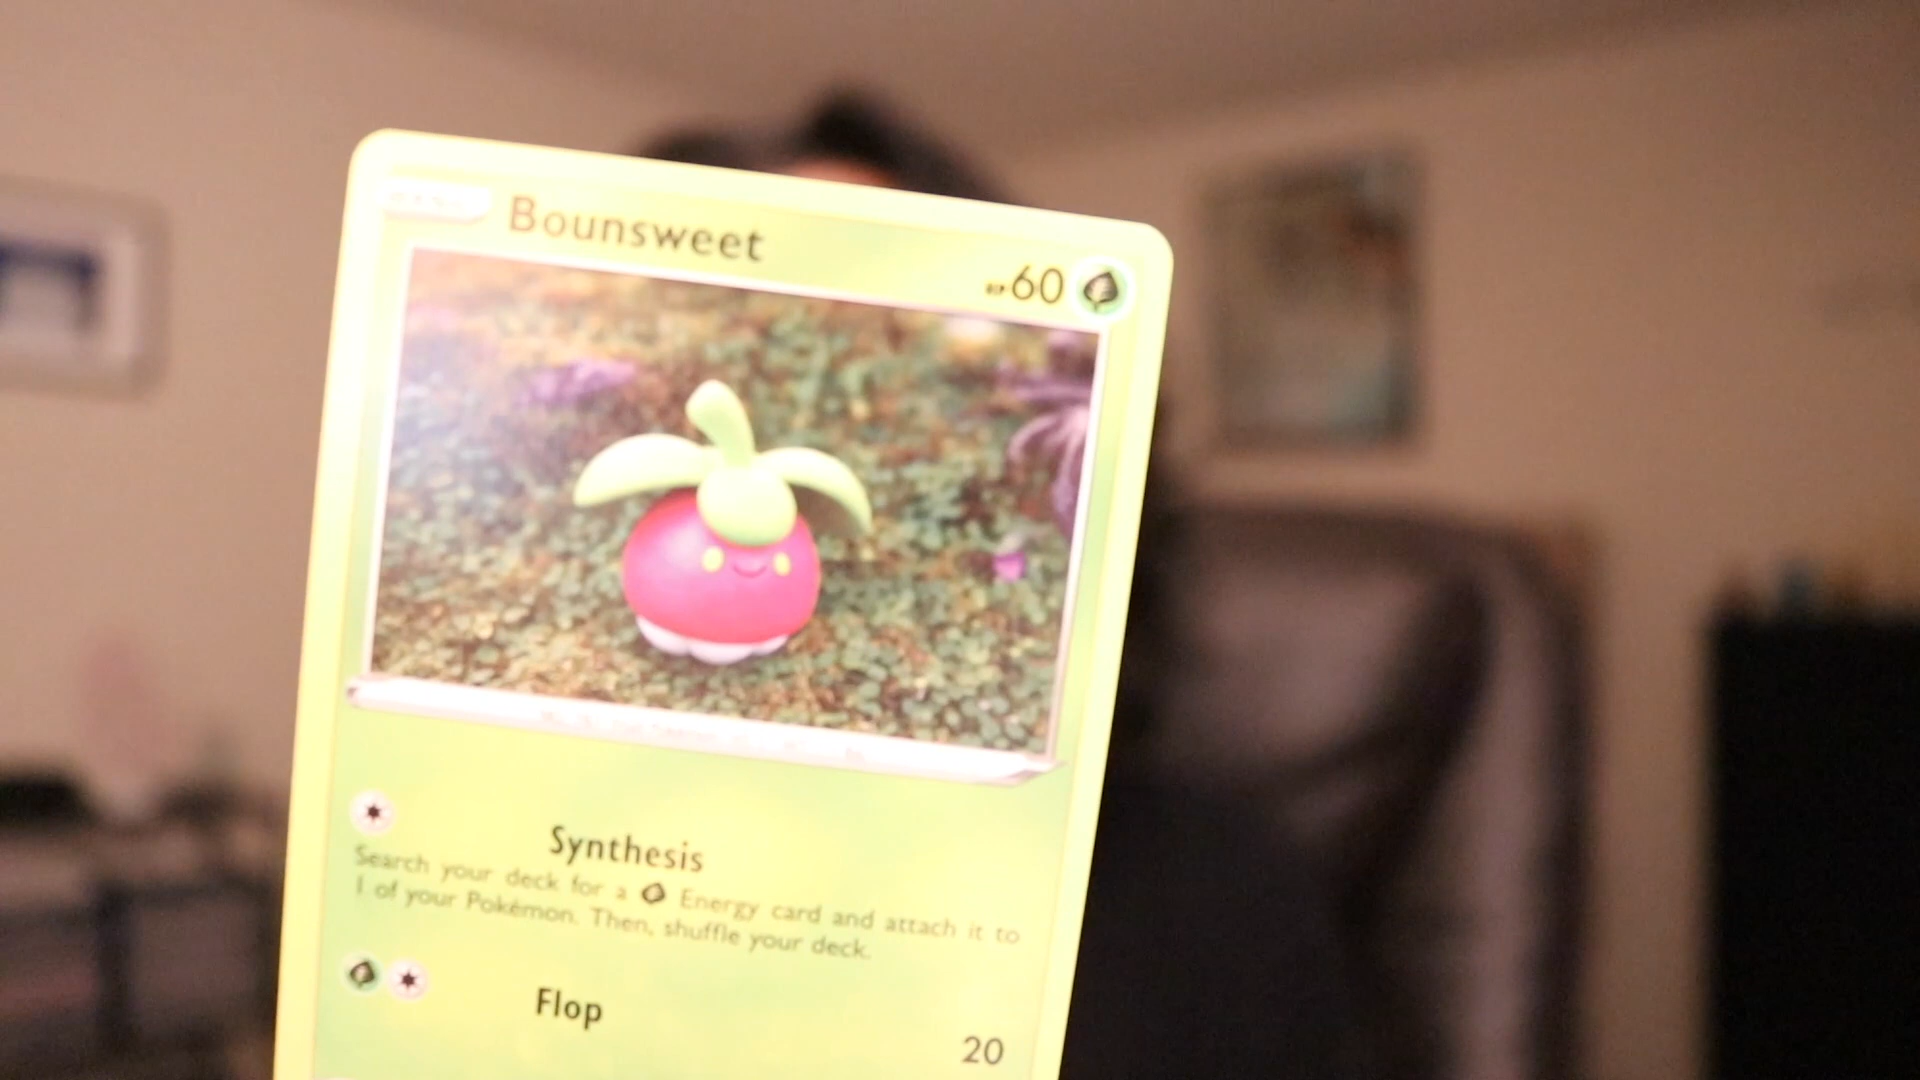 Bounsweet
HP 60
Synthesis
Search your deck for a Energy card and attach it to
1 of your Pokémon. Then, shuffle your deck.
Flop
20